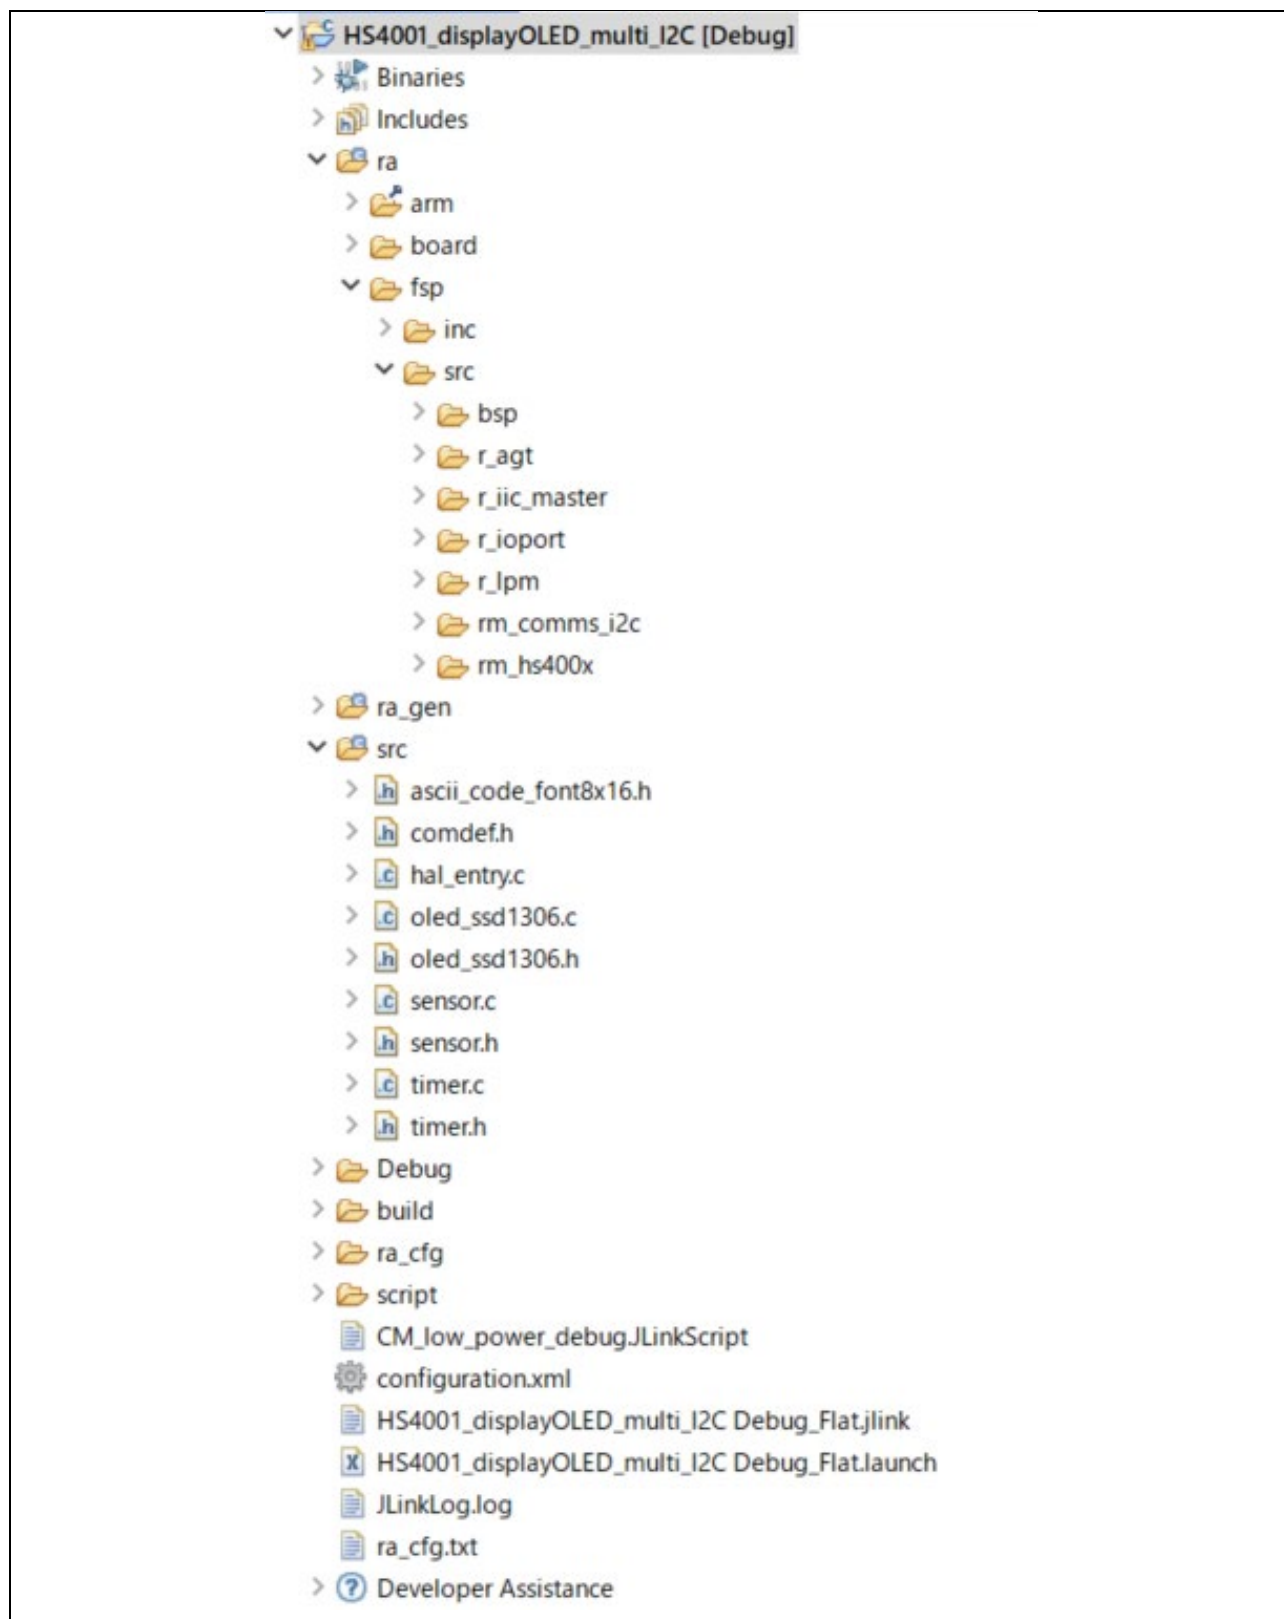 HS4001_displayOLED_multi_I2C [Debug]
Binaries
Includes
ra
arm
board
fsp
inc
src
bsp
r_agt
r_iic_master
r_ioport
r_lpm
rm_comms_i2c
rm_hs400x
ra_gen
src
ascii_code_font8x16.h
comdef.h
hal_entry.c
oled_ssd1306.c
oled_ssd1306.h
sensor.c
sensor.h
timer.c
timer.h
Debug
build
ra_cfg
script
CM_low_power_debug.JLinkScript
configuration.xml
HS4001_displayOLED_multi_I2C Debug_Flat.jlink
HS4001_displayOLED_multi_I2C Debug_Flat.launch
JLinkLog.log
ra_cfg.txt
Developer Assistance